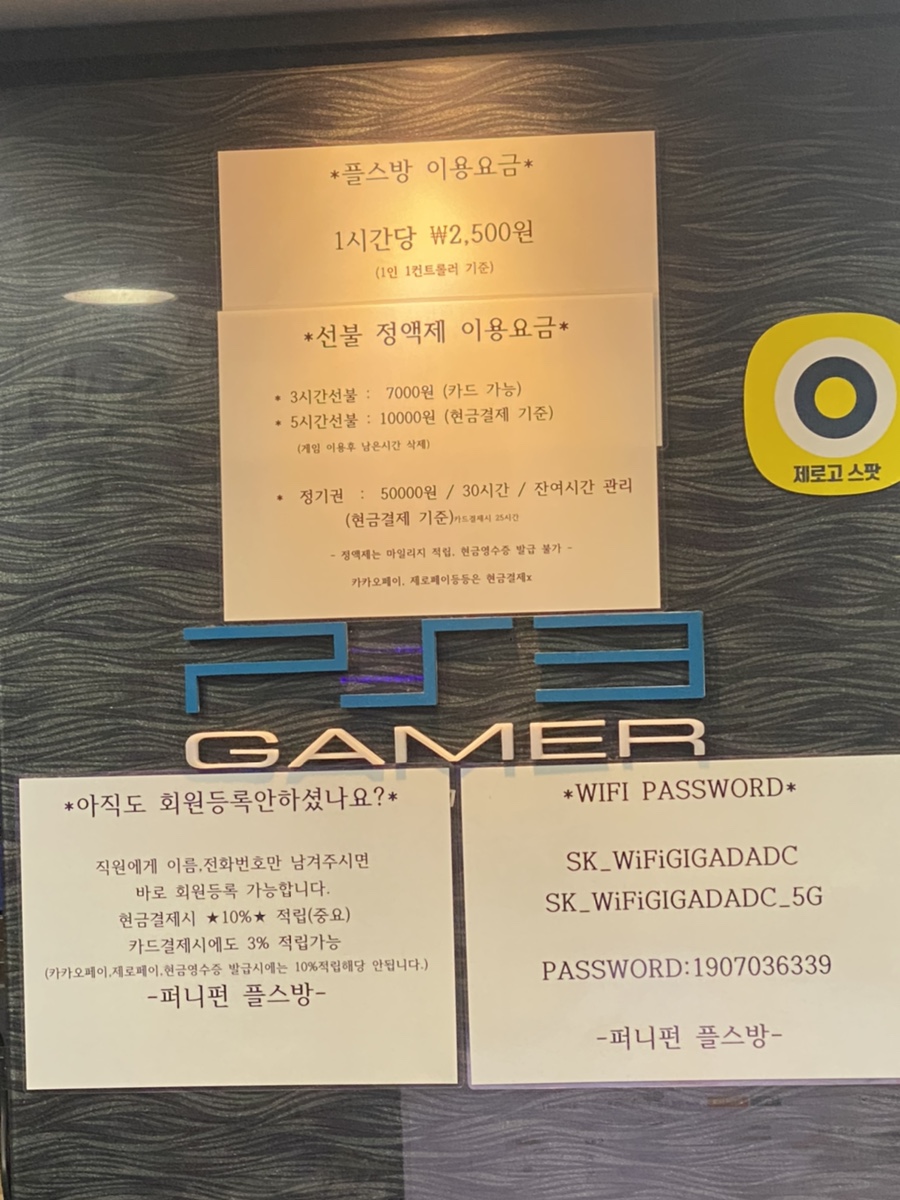 *플스방 이용요금*
1시간당 ₩2,500원
(1인 1컨트롤러 기준)
*선불 정액제 이용요금*
* 3시간선불 : 7000원 (카드 가능)
* 5시간선불 : 10000원 (현금결제 기준)
(게임 이용후 남은시간 삭제)
* 정기권 : 50000원 / 30시간 / 잔여시간 관리
(현금결제 기준)카드결제시 25시간
- 정액제는 마일리지 적립, 현금영수증 발급 불가 -
카카오페이, 제로페이등등은 현금결제x
제로고 스팟
PS3
GAMER
*아직도 회원등록안하셨나요?*
직원에게 이름,전화번호만 남겨주시면
바로 회원등록 가능합니다.
현금결제시 ★10%★ 적립(중요)
카드결제시에도 3% 적립가능
(카카오페이,제로페이,현금영수증 발급시에는 10%적립해당 안됩니다.)
-퍼니펀 플스방-
*WIFI PASSWORD*
SK_WiFiGIGADADC
SK_WiFiGIGADADC_5G
PASSWORD:1907036339
-퍼니펀 플스방-